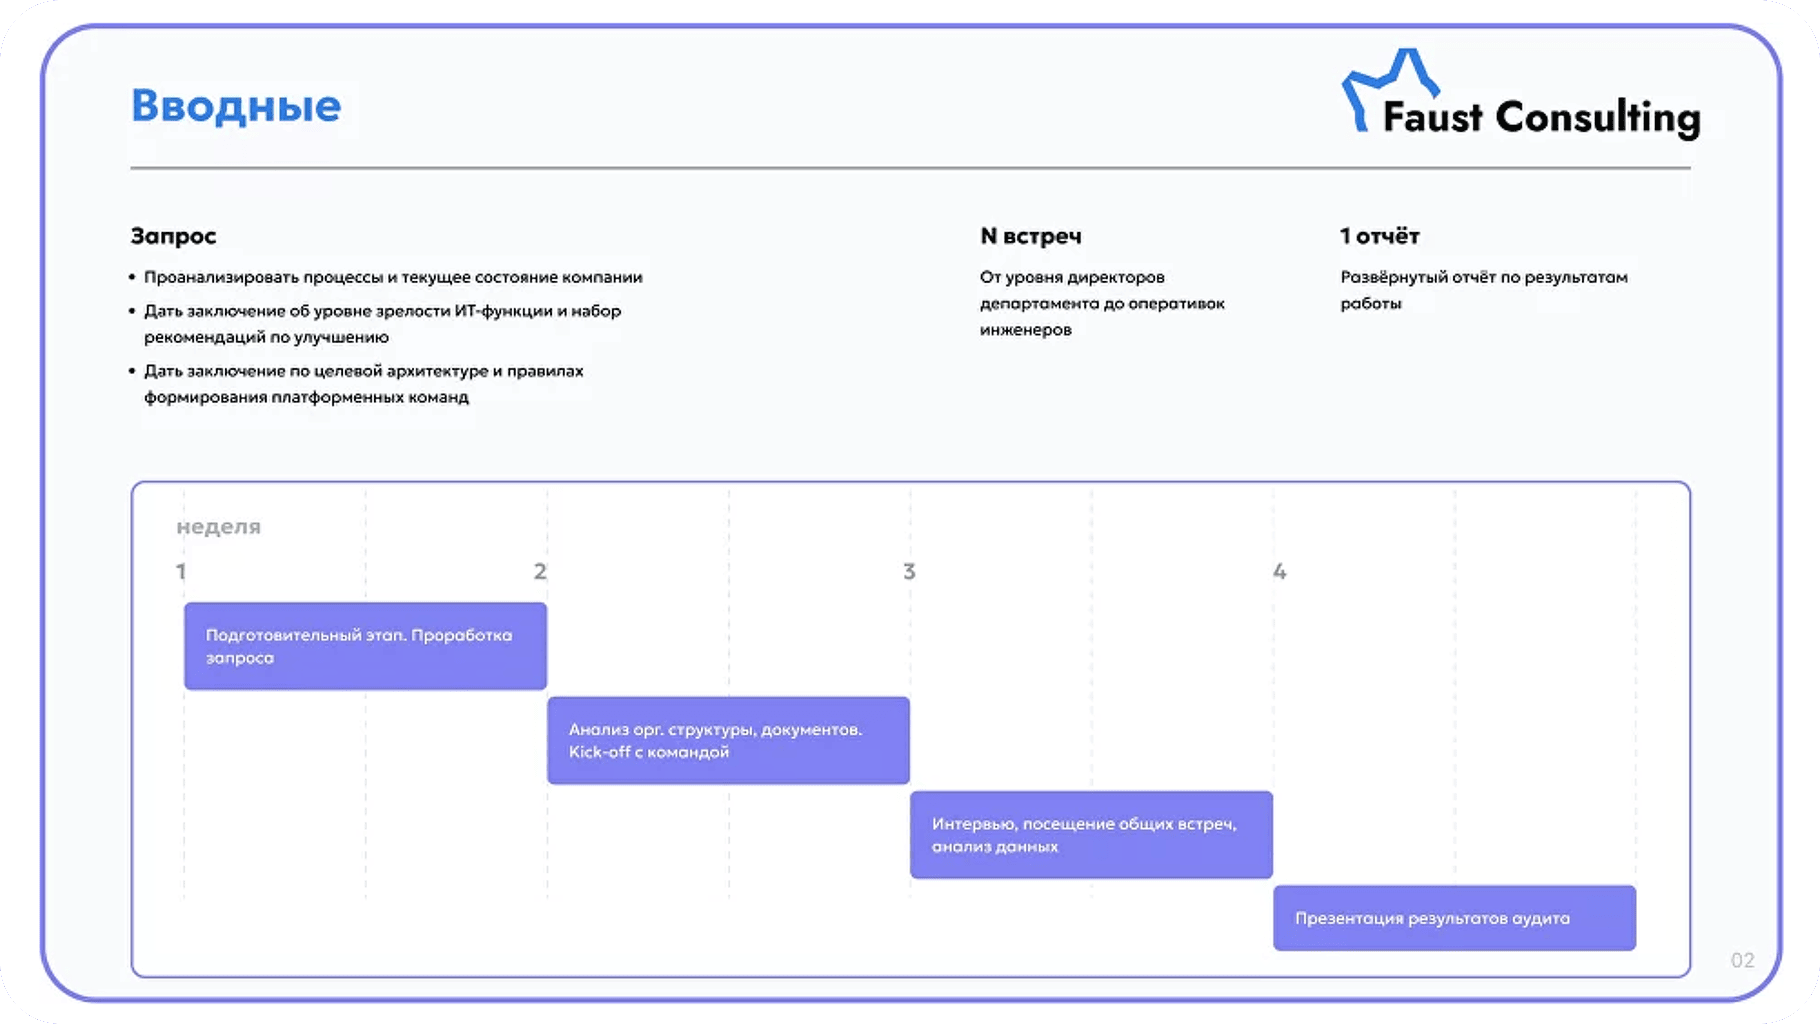 Вводные
Faust Consulting
Запрос
• Проанализировать процессы и текущее состояние компании
• Дать заключение об уровне зрелости ИТ-функции и набор
рекомендаций по улучшению
• Дать заключение по целевой архитектуре и правилах
формирования платформенных команд
N встреч
От уровня директоров
департамента до оперативок
инженеров
1 отчёт
Развёрнутый отчёт по результатам
работы
неделя
1 2 3 4
Подготовительный этап. Проработка
запроса
Анализ орг. структуры, документов.
Kick-off с командой
Интервью, посещение общих встреч,
анализ данных
Презентация результатов аудита
02